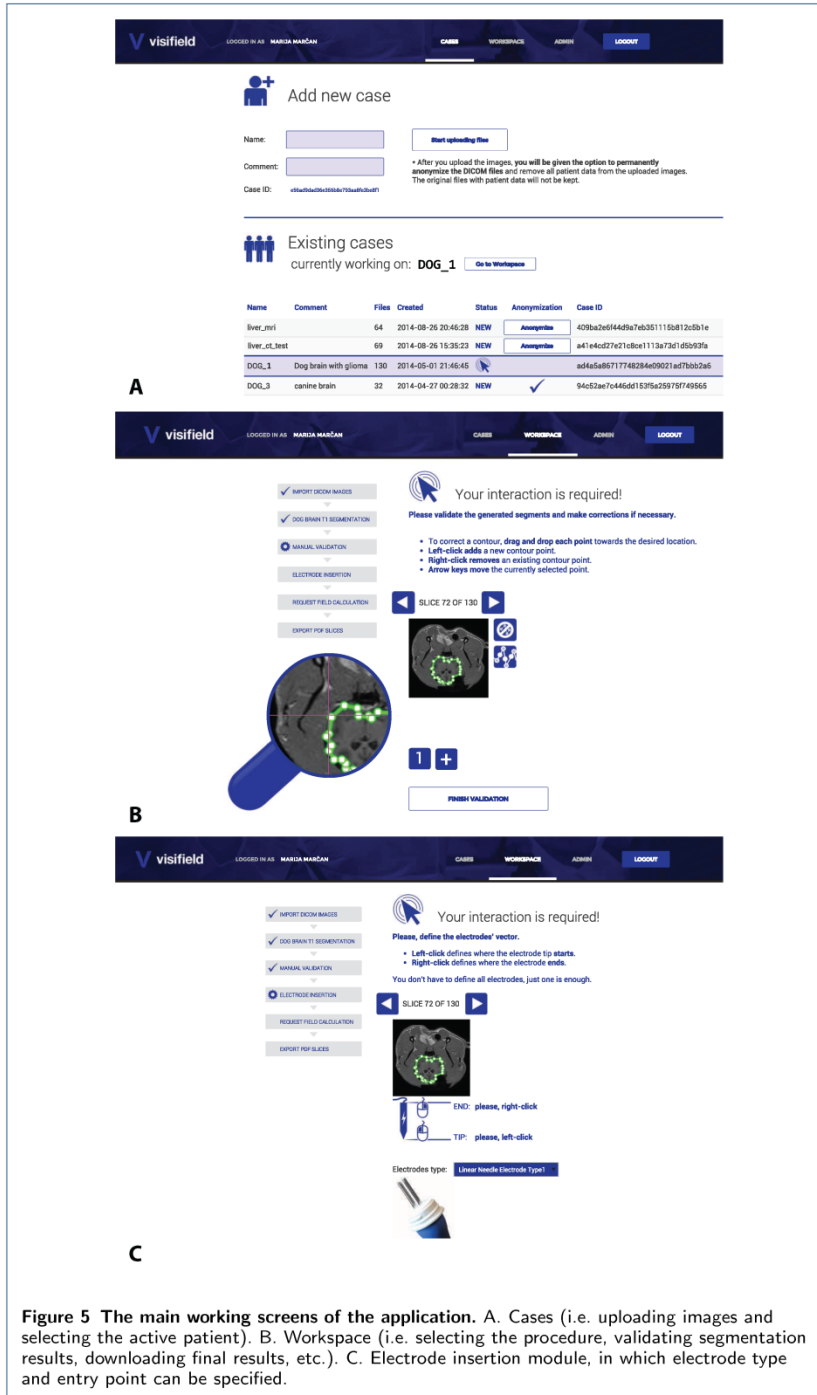 visifield LOGGED IN AS MARIJA MARČAN CASES WORKSPACE ADMIN LOGOUT
Add new case
Name: Start uploading files
Comment:
* After you upload the images, you will be given the option to permanently
anonymize the DICOM files and remove all patient data from the uploaded images.
The original files with patient data will not be kept.
Case ID:
Existing cases
currently working on: DOG_1 Go to Workspace
Name Comment Files Created Status Anonymization Case ID
liver_mri 64 2014-08-26 20:46:28 NEW Anonymize 409ba2e6f44d9a7eb351115b812c5b1e
liver_ct_test 69 2014-08-26 15:35:23 NEW Anonymize a41e4cd27e21c8ce1113a73d1d5b93fa
DOG_1 Dog brain with glioma 130 2014-05-01 21:46:45 ad4a5a86717748284e09021ad7bbb2a6
DOG_3 canine brain 32 2014-04-27 00:28:32 NEW 94c52ae7c446dd153f5a25975f749565
A
visifield LOGGED IN AS MARIJA MARČAN CASES WORKSPACE ADMIN LOGOUT
IMPORT DICOM IMAGES
DOG BRAIN T1 SEGMENTATION
MANUAL VALIDATION
ELECTRODE INSERTION
REQUEST FIELD CALCULATION
EXPORT PDF SLICES
Your interaction is required!
Please validate the generated segments and make corrections if necessary.
• To correct a contour, drag and drop each point towards the desired location.
• Left-click adds a new contour point.
• Right-click removes an existing contour point.
• Arrow keys move the currently selected point.
SLICE 72 OF 130
1 +
FINISH VALIDATION
B
visifield LOGGED IN AS MARIJA MARČAN CASES WORKSPACE ADMIN LOGOUT
IMPORT DICOM IMAGES
DOG BRAIN T1 SEGMENTATION
MANUAL VALIDATION
ELECTRODE INSERTION
REQUEST FIELD CALCULATION
EXPORT PDF SLICES
Your interaction is required!
Please, define the electrodes' vector.
• Left-click defines where the electrode tip starts.
• Right-click defines where the electrode ends.
You don't have to define all electrodes, just one is enough.
SLICE 72 OF 130
END: please, right-click
TIP: please, left-click
Electrodes type: Linear Needle Electrode Type1
C
Figure 5 The main working screens of the application. A. Cases (i.e. uploading images and
selecting the active patient). B. Workspace (i.e. selecting the procedure, validating segmentation
results, downloading final results, etc.). C. Electrode insertion module, in which electrode type
and entry point can be specified.